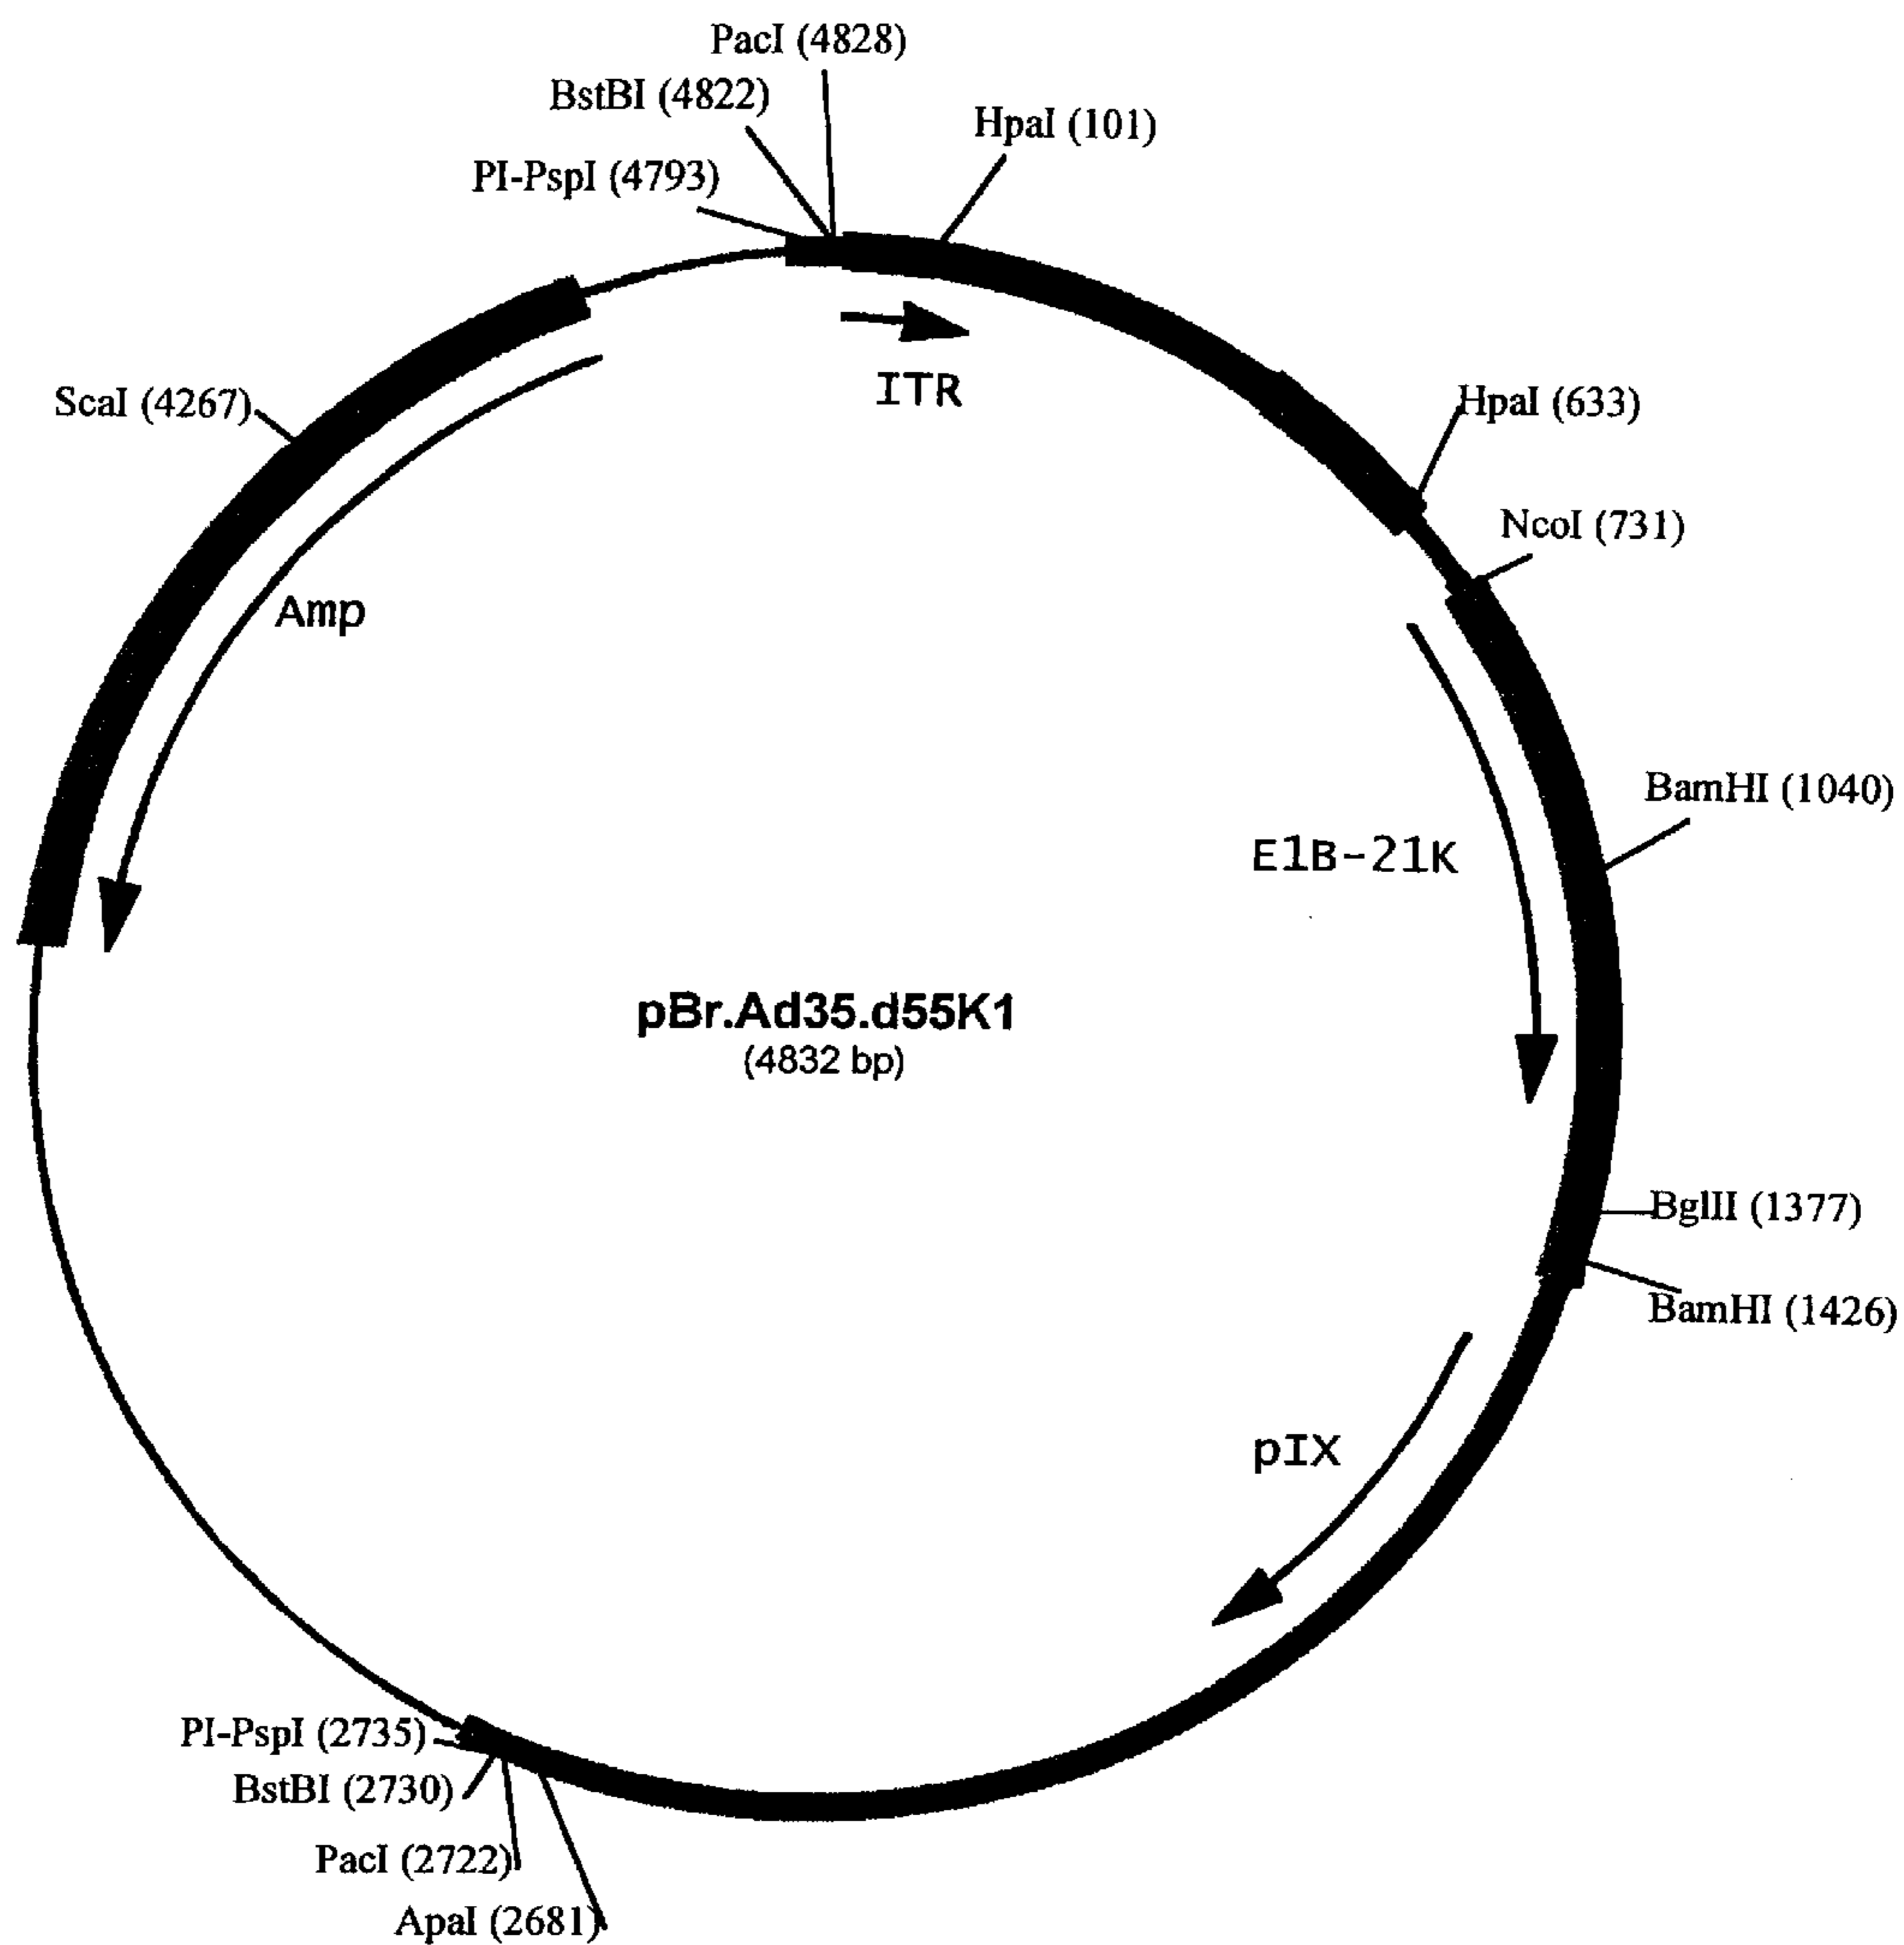 PacI (4828)
BstBI (4822)
HpaI (101)
PI-PspI (4793)
ScaI (4267)
ITR
HpaI (633)
NcoI (731)
Amp
BamHI (1040)
E1B-21K
pBr.Ad35.d55K1
(4832 bp)
BglII (1377)
BamHI (1426)
pIX
PI-PspI (2735)
BstBI (2730)
PacI (2722)
ApaI (2681)